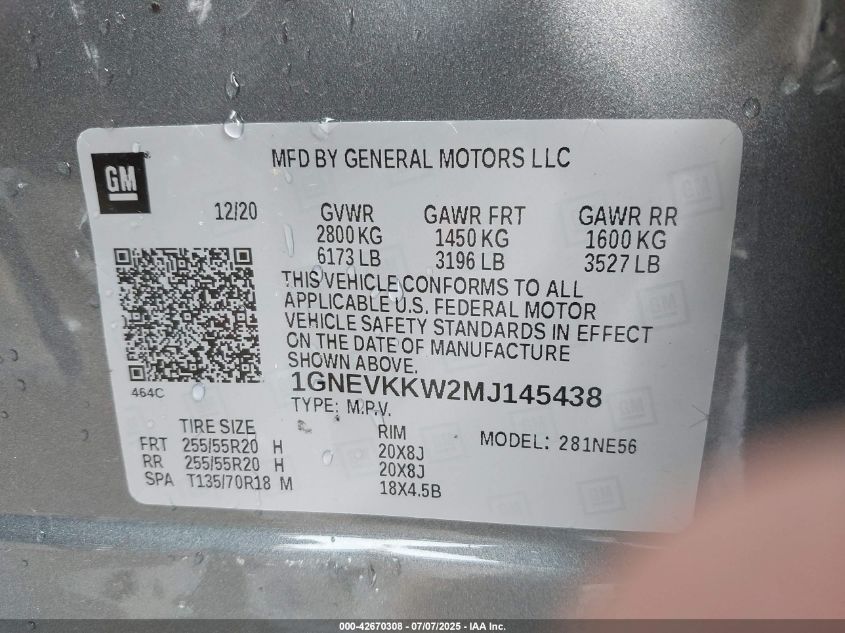 MFD BY GENERAL MOTORS LLC
GM
12/20
GVWR GAWR FRT GAWR RR
2800 KG 1450 KG 1600 KG
6173 LB 3196 LB 3527 LB
THIS VEHICLE CONFORMS TO ALL
APPLICABLE U.S. FEDERAL MOTOR
VEHICLE SAFETY STANDARDS IN EFFECT
ON THE DATE OF MANUFACTURE
SHOWN ABOVE.
464C
1GNEVKKW2MJ145438
TYPE: M.P.V.
TIRE SIZE RIM MODEL: 281NE56
FRT 255/55R20 H 20X8J
RR 255/55R20 H 20X8J
SPA T135/70R18 M 18X4.5B
000-42670308 - 07/07/2025 - IAA Inc.